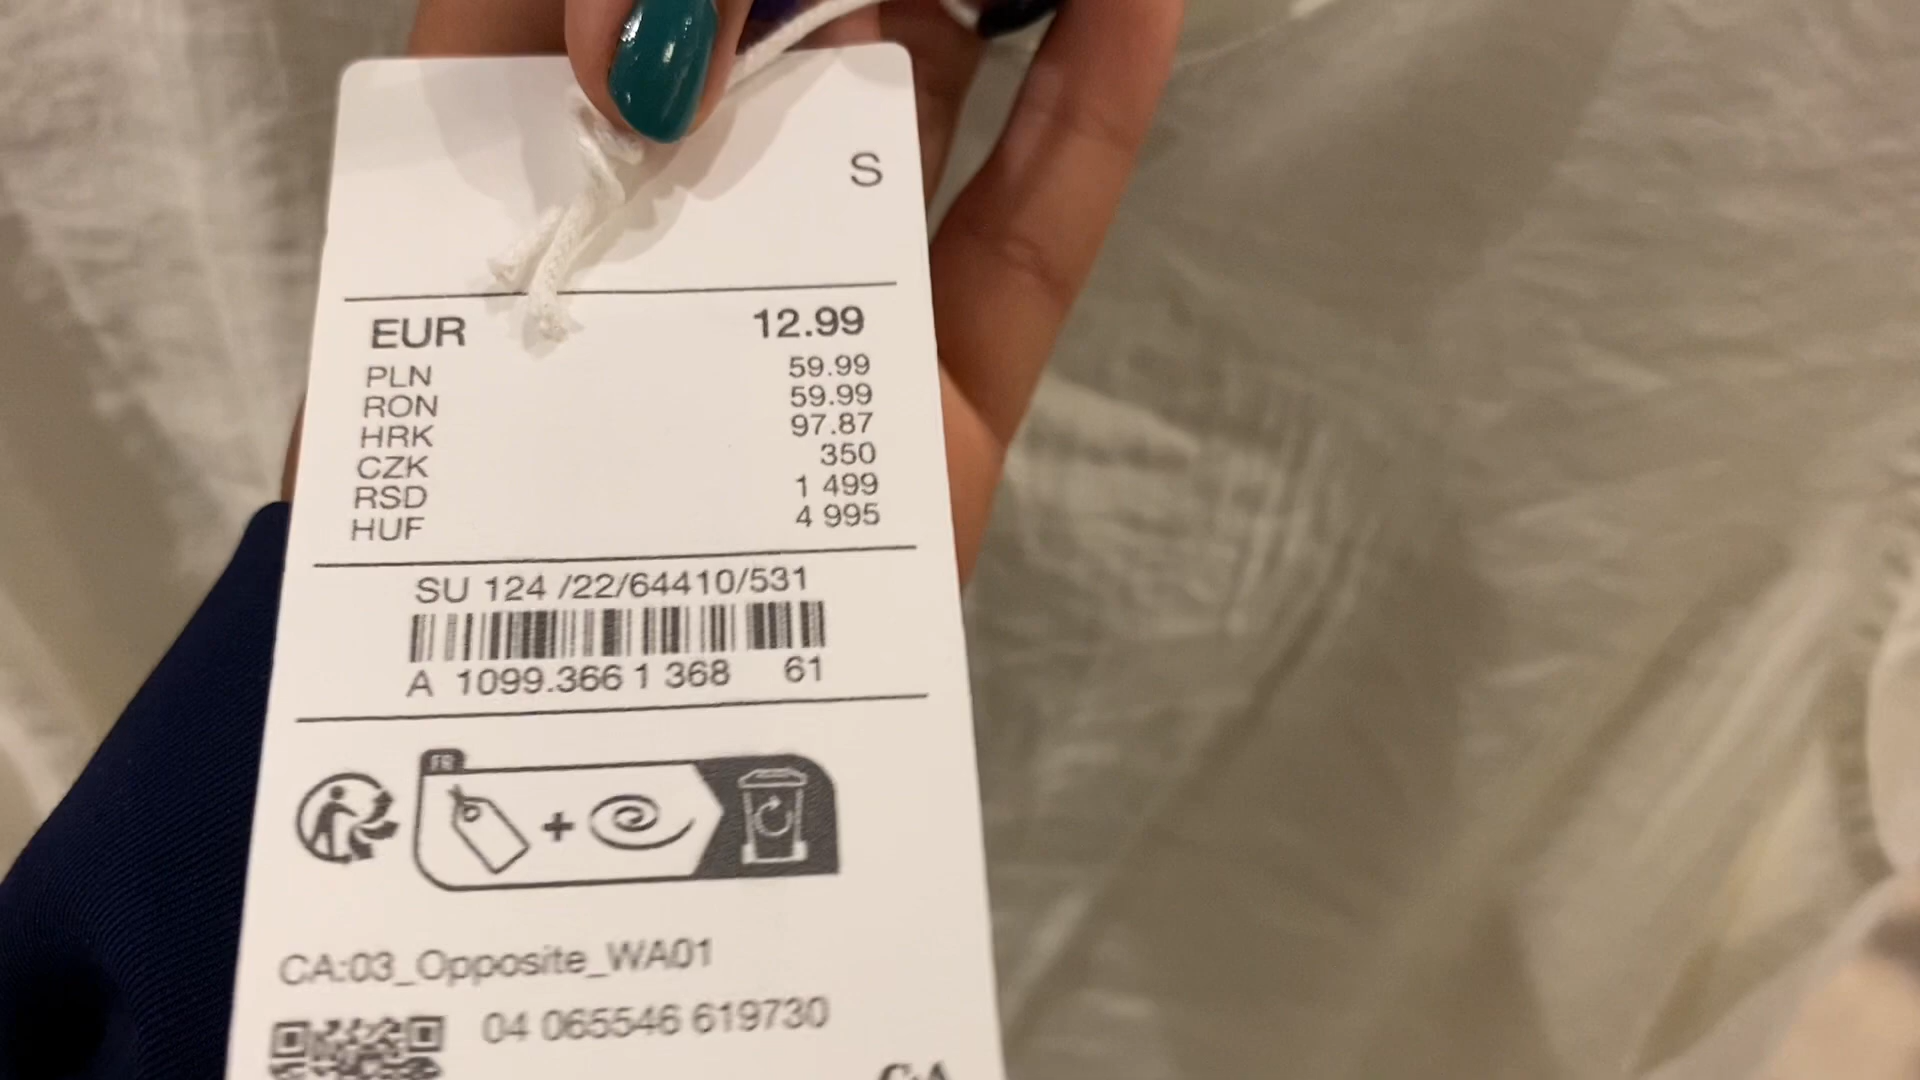 S
EUR 12.99
PLN 59.99
RON 59.99
HRK 97.87
CZK 350
RSD 1 499
HUF 4 995
SU 124 /22/64410/531
A 1099.366 1 368 61
FR
+
CA:03_Opposite_WA01
04 065546 619730
C&A